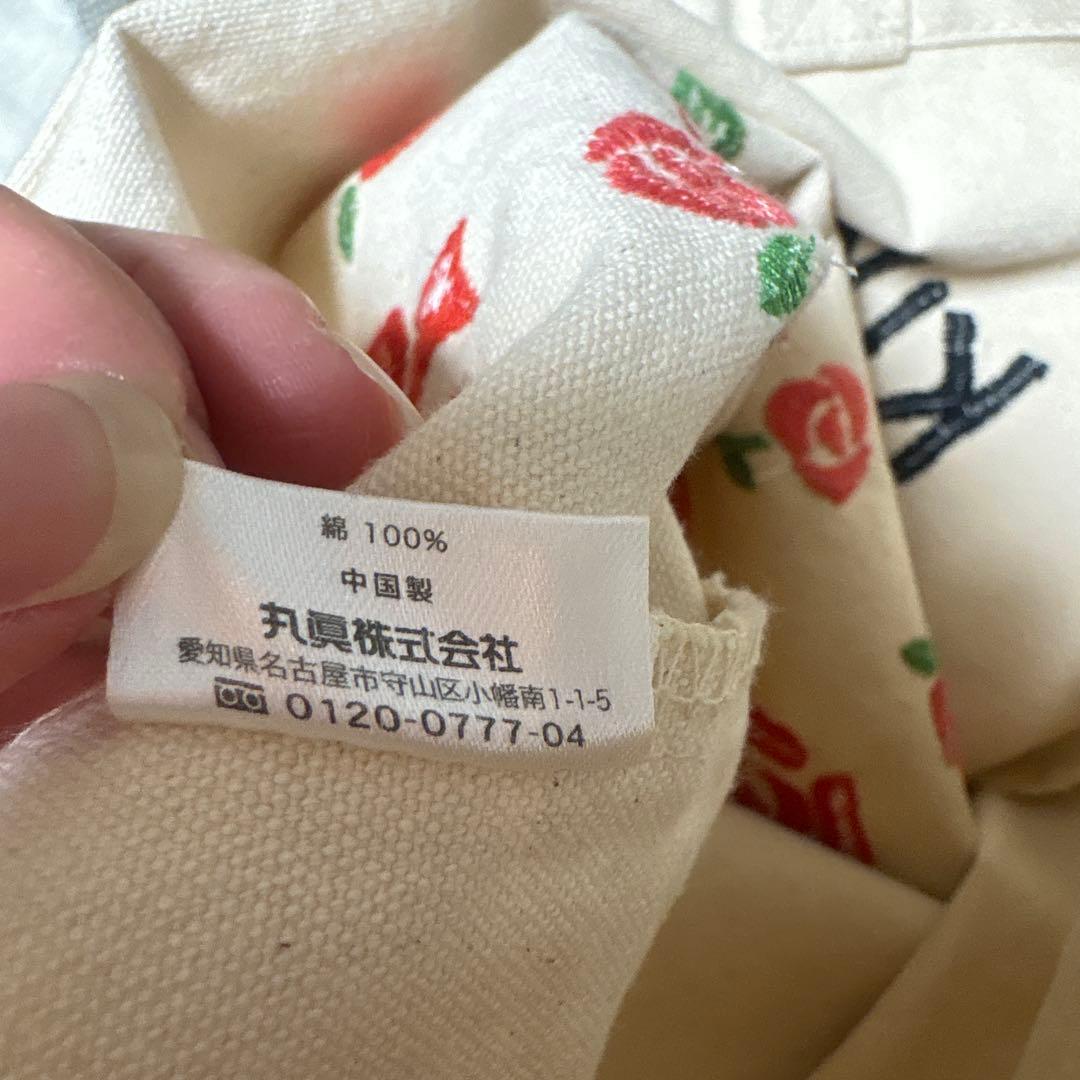 綿 100%
中国製
丸眞株式会社
愛知県名古屋市守山区小幡南1-1-5
0120-0777-04